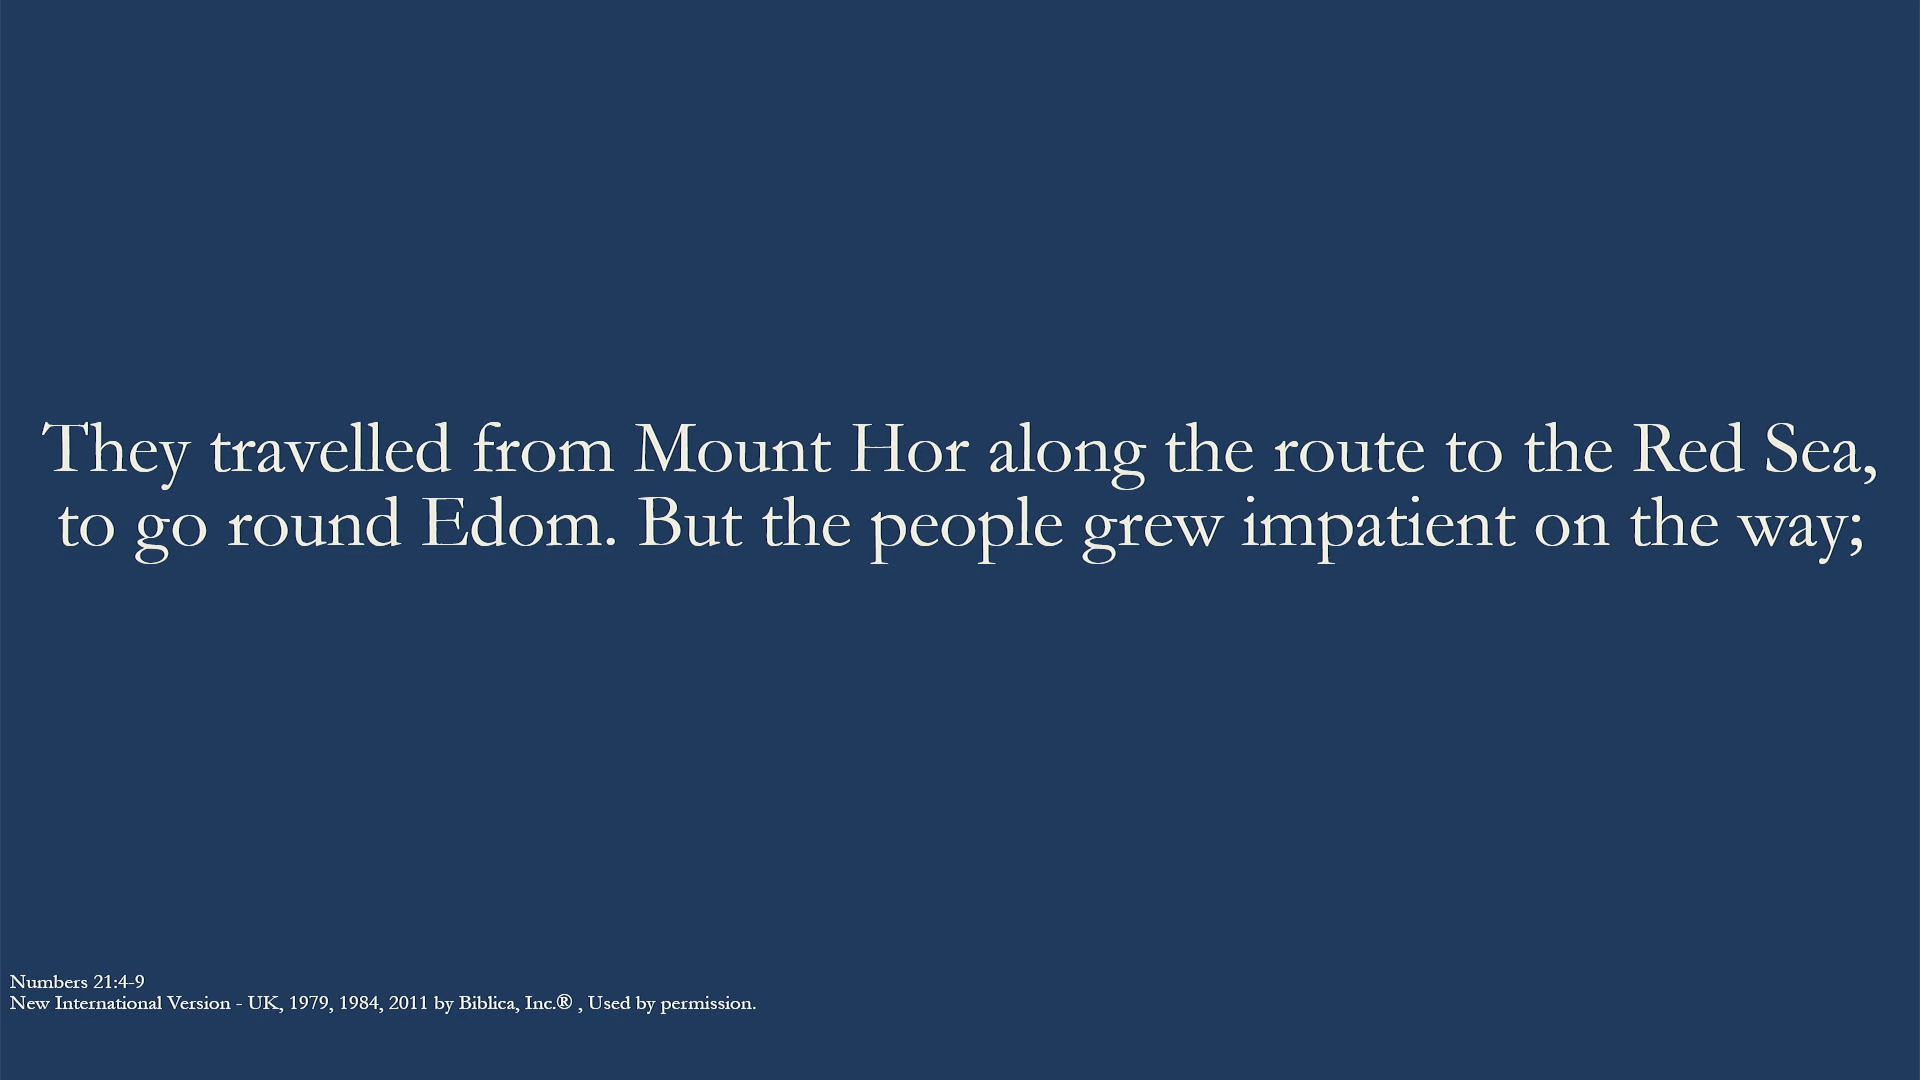 They travelled from Mount Hor along the route to the Red Sea,
to go round Edom. But the people grew impatient on the way;
Numbers 21:4-9
New International Version - UK, 1979, 1984, 2011 by Biblica, Inc.® , Used by permission.